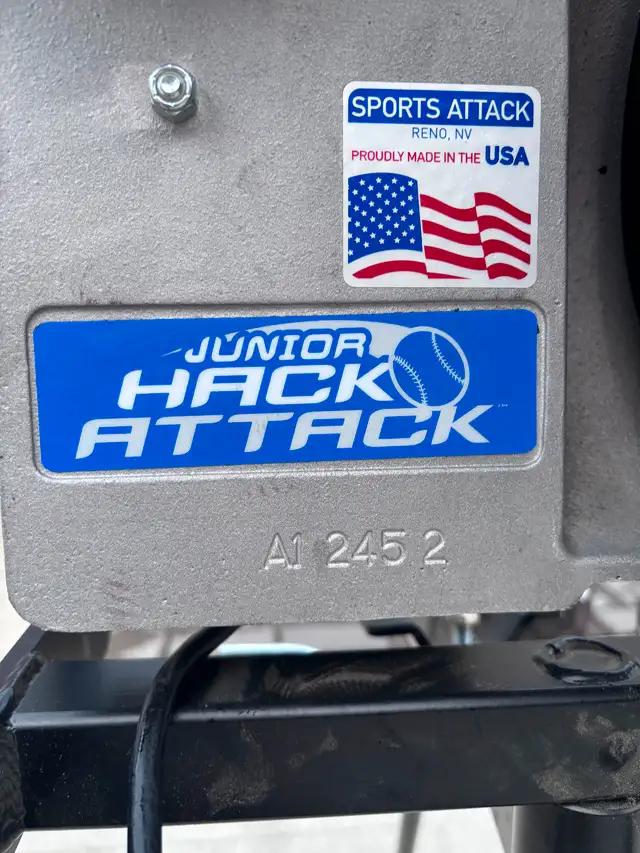 SPORTS ATTACK
RENO, NV
PROUDLY MADE IN THE USA
JUNIOR
HACK
ATTACK
A1 245 2